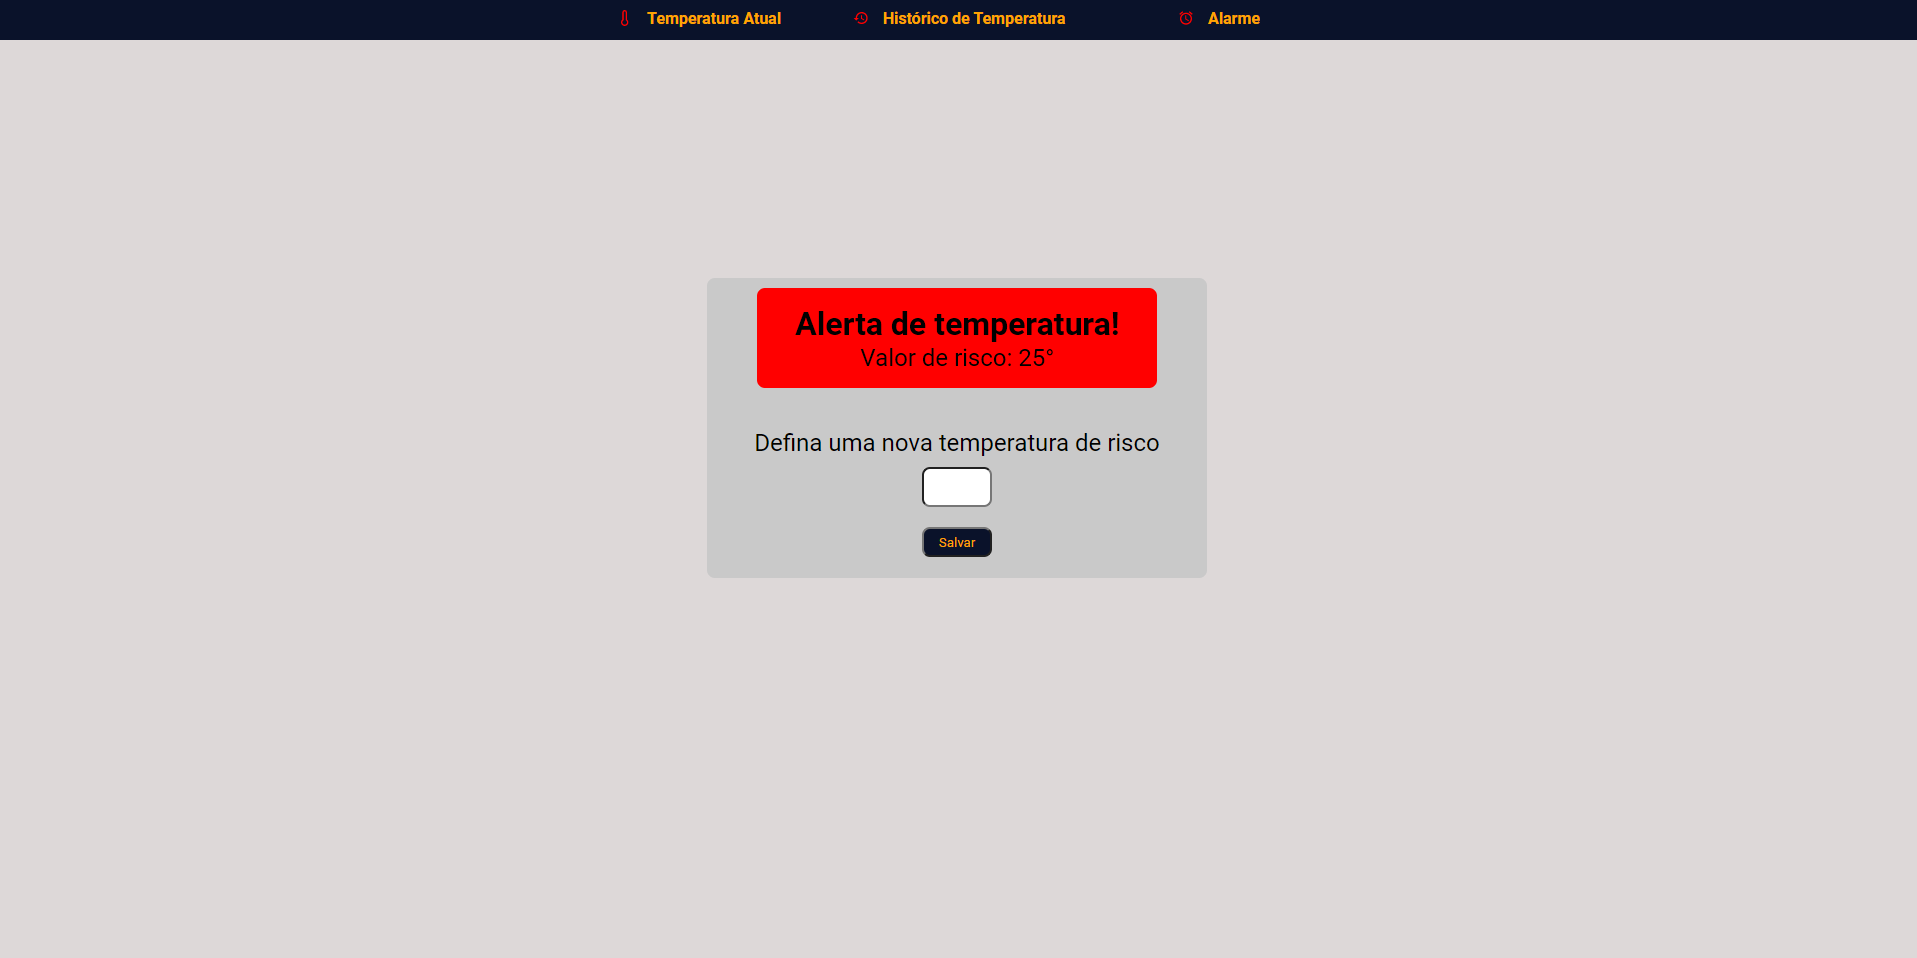 Temperatura Atual Histórico de Temperatura Alarme
Alerta de temperatura!
Valor de risco: 25°
Defina uma nova temperatura de risco
Salvar